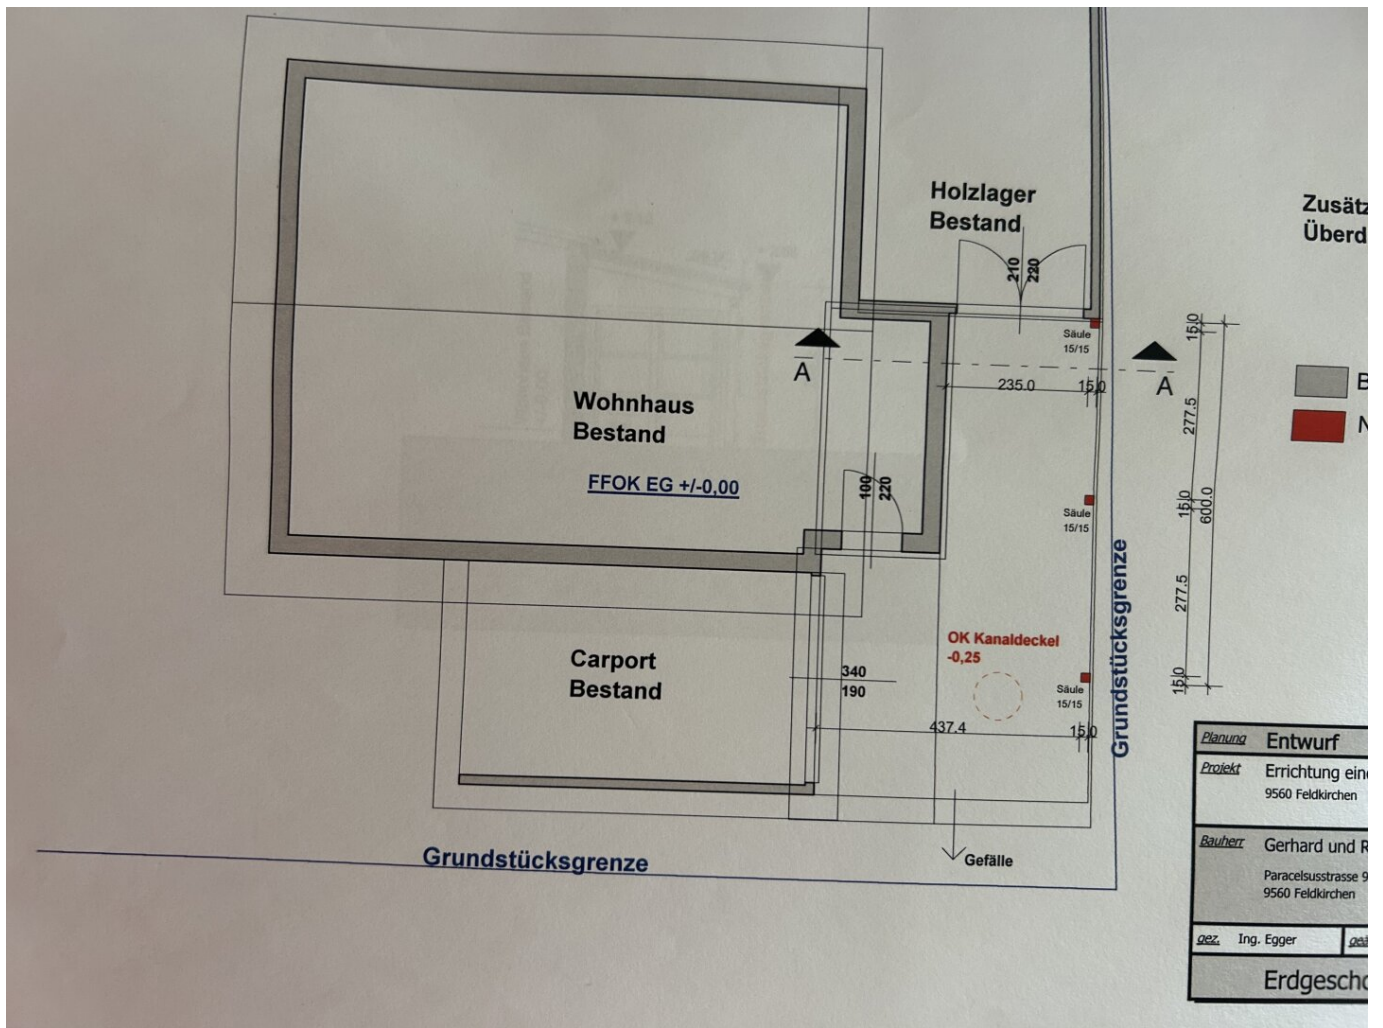 Holzlager
Bestand
210
220
Säule
15/15
A
A
235.0
15.0
Wohnhaus
Bestand
FFOK EG +/-0,00
100
220
Säule
15/15
Grundstücksgrenze
OK Kanaldeckel
-0,25
Carport
Bestand
340
190
Säule
15/15
437.4
15.0
Gefälle
Grundstücksgrenze
15.0
277.5
15.0
600.0
277.5
15.0
Zusätz
Überd
B
N
Planung Entwurf
Projekt Errichtung ein
9560 Feldkirchen
Bauherr Gerhard und R
Paracelsusstrasse 9
9560 Feldkirchen
gez. Ing. Egger
Erdgescho